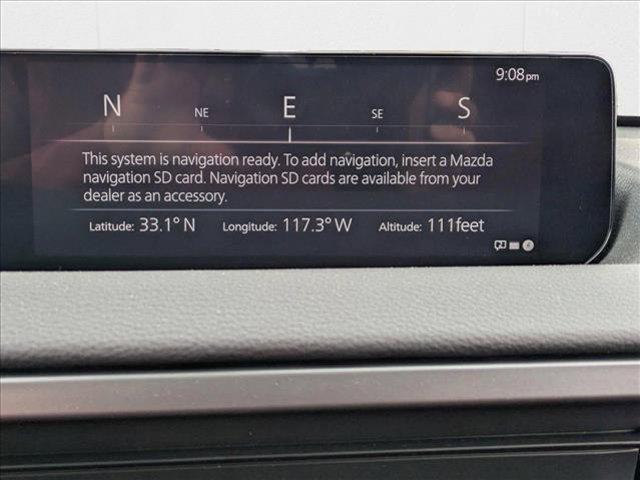 9:08pm
N NE E SE S
This system is navigation ready. To add navigation, insert a Mazda
navigation SD card. Navigation SD cards are available from your
dealer as an accessory.
Latitude: 33.1° N Longitude: 117.3° W Altitude: 111feet